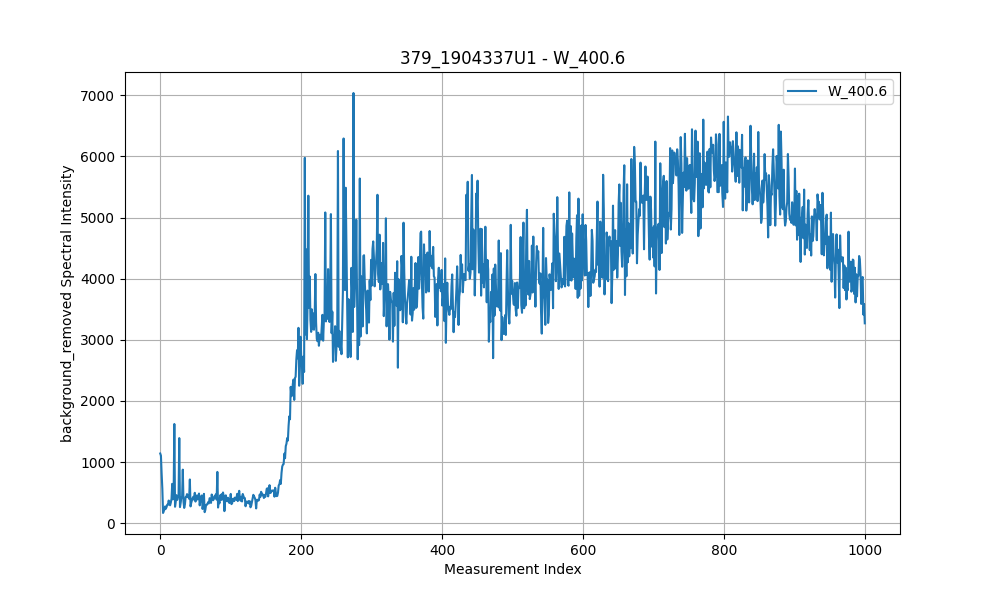 379_1904337U1 - W_400.6
W_400.6
7000
6000
5000
4000
3000
2000
1000
0
background_removed Spectral Intensity
0 200 400 600 800 1000
Measurement Index